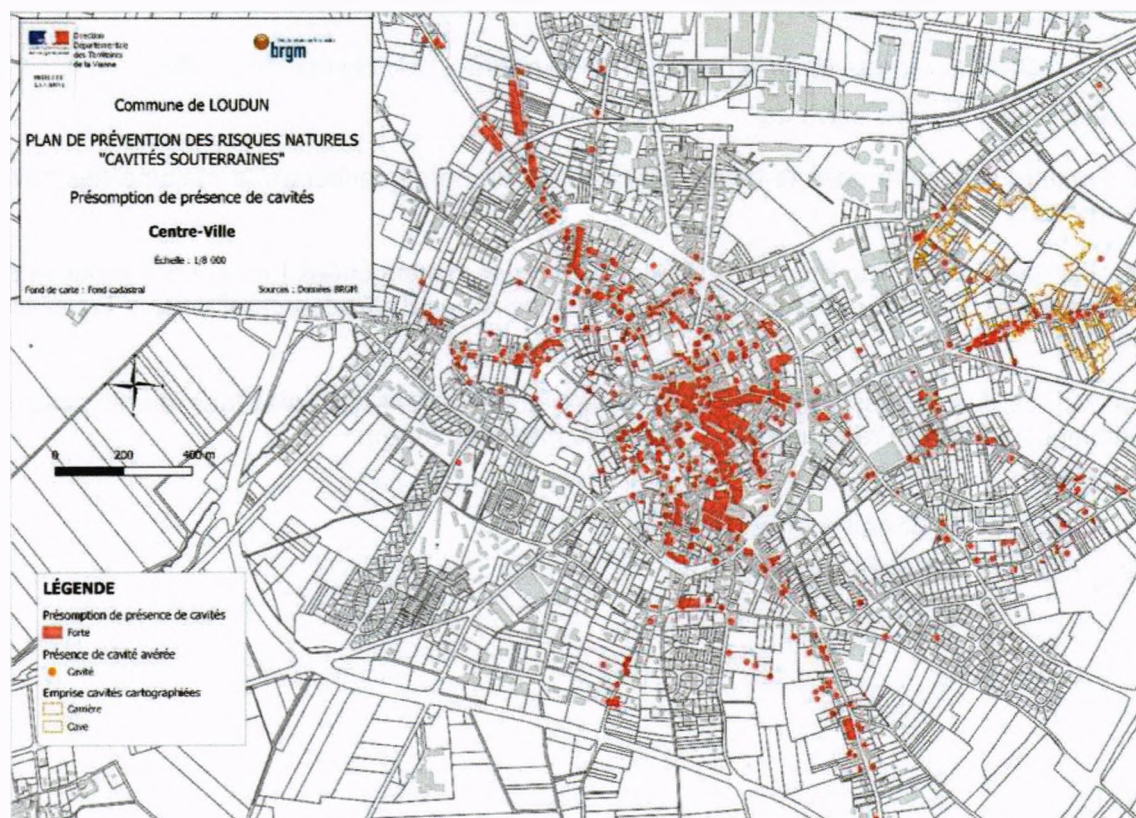 Direction
Départementale
des Territoires
de la Vienne
brgm
Commune de LOUDUN
PLAN DE PRÉVENTION DES RISQUES NATURELS
"CAVITÉS SOUTERRAINES"
Présomption de présence de cavités
Centre-Ville
Échelle : 1/8 000
Fond de carte : Fond cadastral
Sources : Données BRGM
0 200 400 m
LÉGENDE
Présomption de présence de cavités
Forte
Présence de cavité avérée
Cavité
Emprise cavités cartographiées
Carrière
Cave